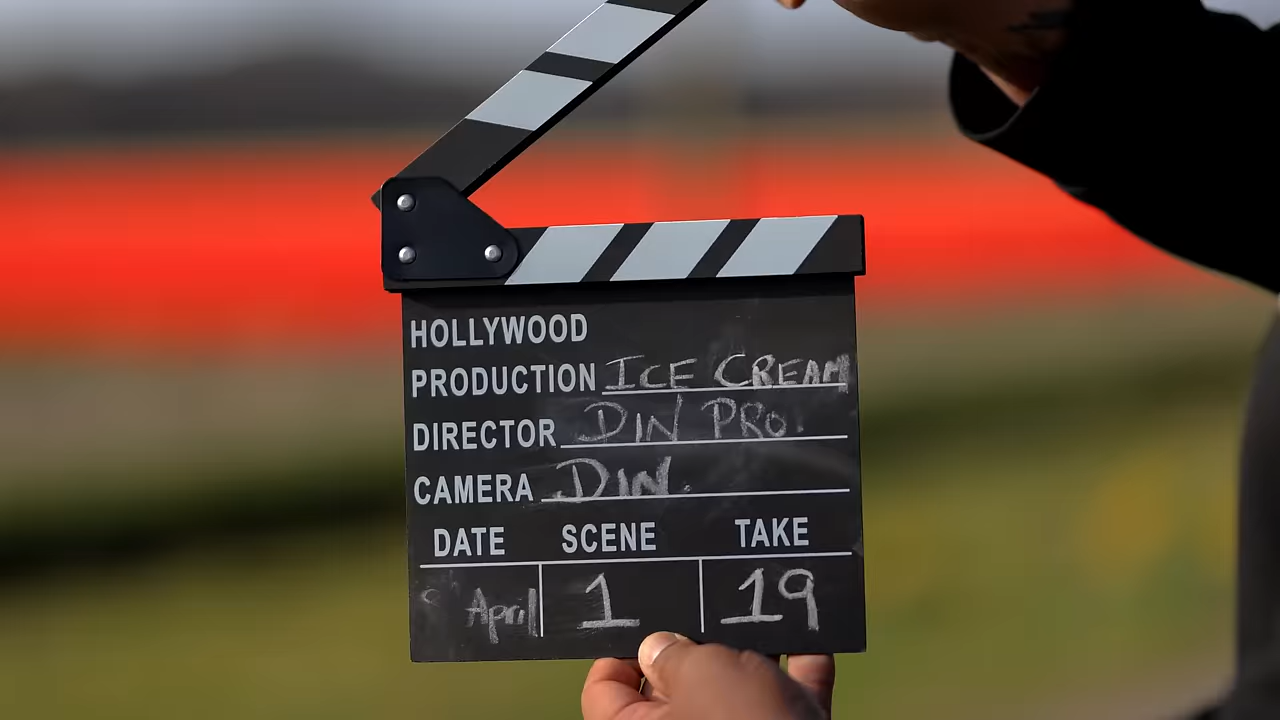 HOLLYWOOD
PRODUCTION ICE CREAM
DIRECTOR DIN PRO.
CAMERA DIN.
DATE SCENE TAKE
April 1 19